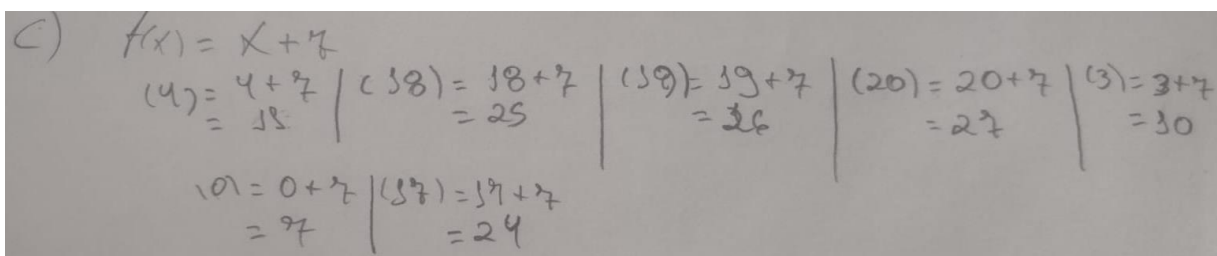 C) f(x) = x+7
(4) = 4+7 | (18) = 18+7 | (19) = 19+7 | (20) = 20+7 | (3) = 3+7
= 11 | = 25 | = 26 | = 27 | = 10
(0) = 0+7 | (17) = 17+7
= 7 | = 24